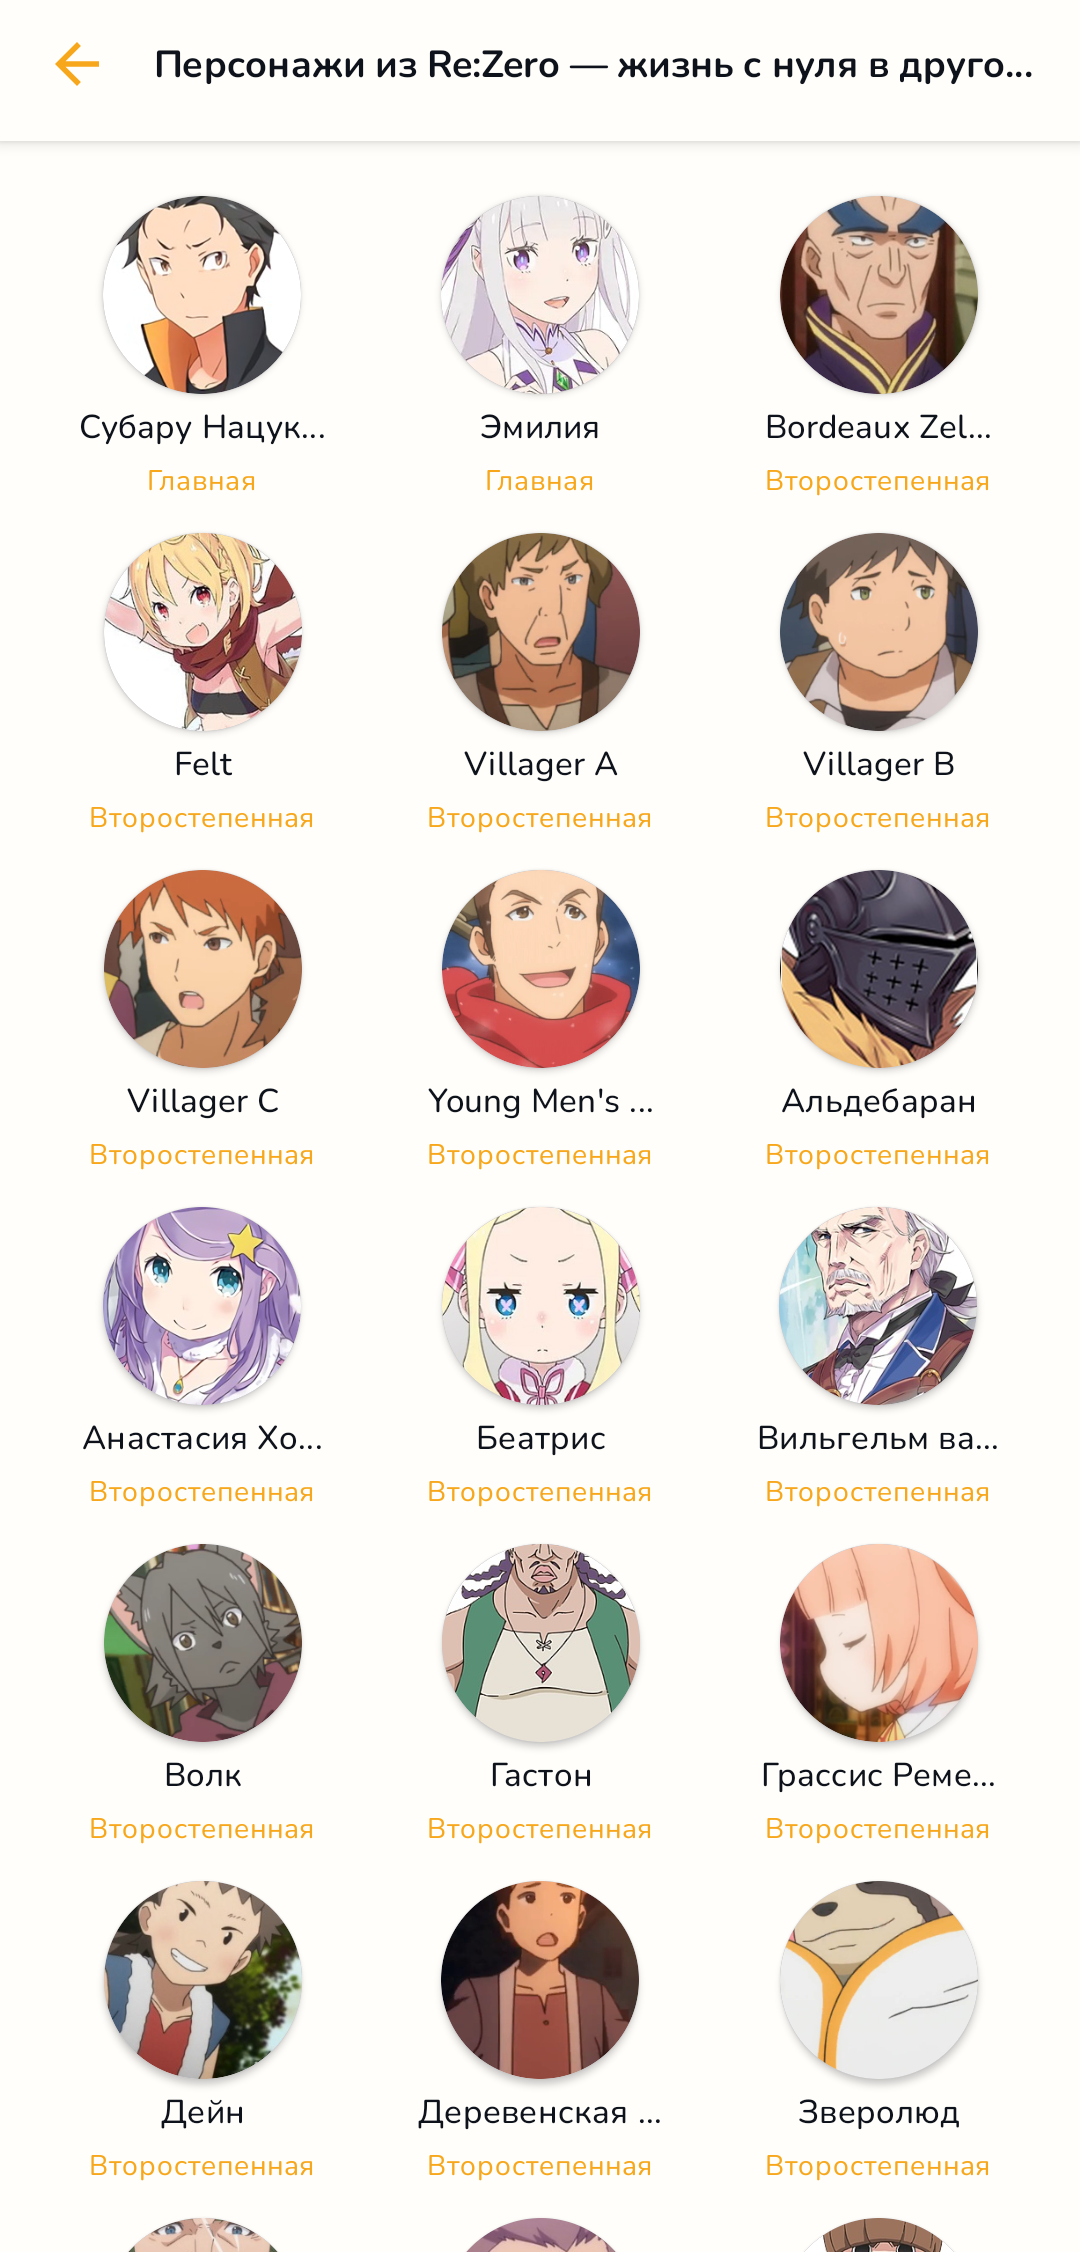 Персонажи из Re:Zero — жизнь с нуля в друго...
Субару Нацук...
Главная
Эмилия
Главная
Bordeaux Zel...
Второстепенная
Felt
Второстепенная
Villager A
Второстепенная
Villager B
Второстепенная
Villager C
Второстепенная
Young Men's ...
Второстепенная
Альдебаран
Второстепенная
Анастасия Хо...
Второстепенная
Беатрис
Второстепенная
Вильгельм ва...
Второстепенная
Волк
Второстепенная
Гастон
Второстепенная
Грассис Реме...
Второстепенная
Дейн
Второстепенная
Деревенская ...
Второстепенная
Зверолюд
Второстепенная